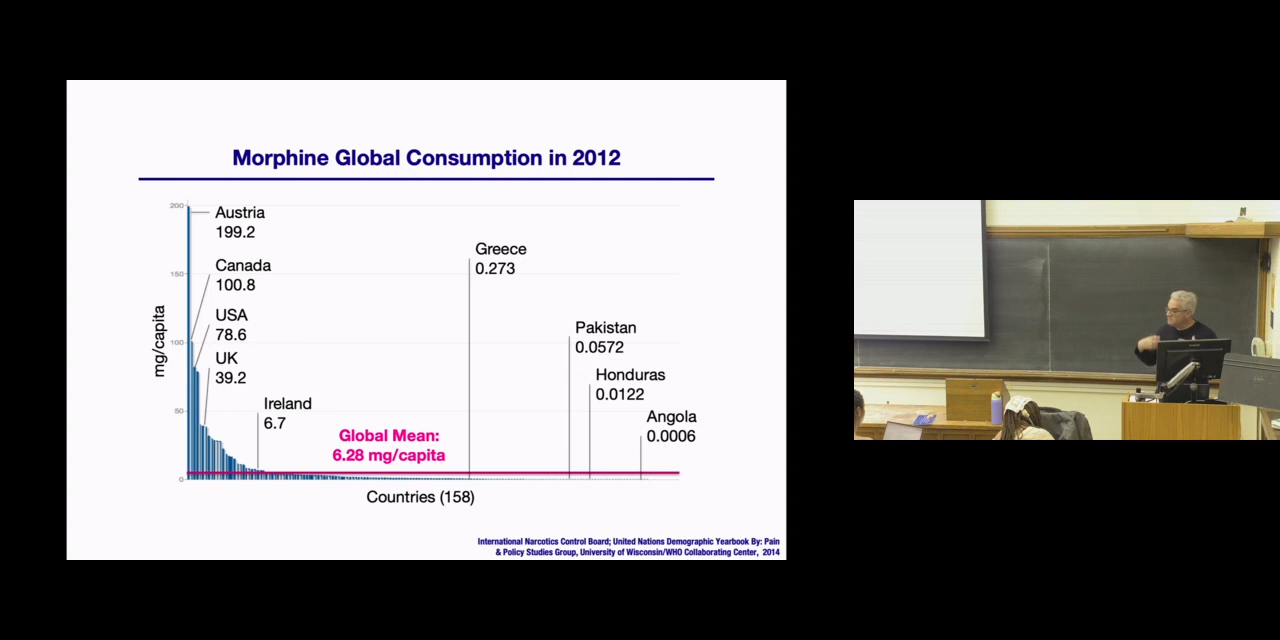 Morphine Global Consumption in 2012
200
150
100
50
0
mg/capita
Austria
199.2
Canada
100.8
USA
78.6
UK
39.2
Ireland
6.7
Global Mean:
6.28 mg/capita
Greece
0.273
Pakistan
0.0572
Honduras
0.0122
Angola
0.0006
Countries (158)
International Narcotics Control Board; United Nations Demographic Yearbook By: Pain
& Policy Studies Group, University of Wisconsin/WHO Collaborating Center, 2014